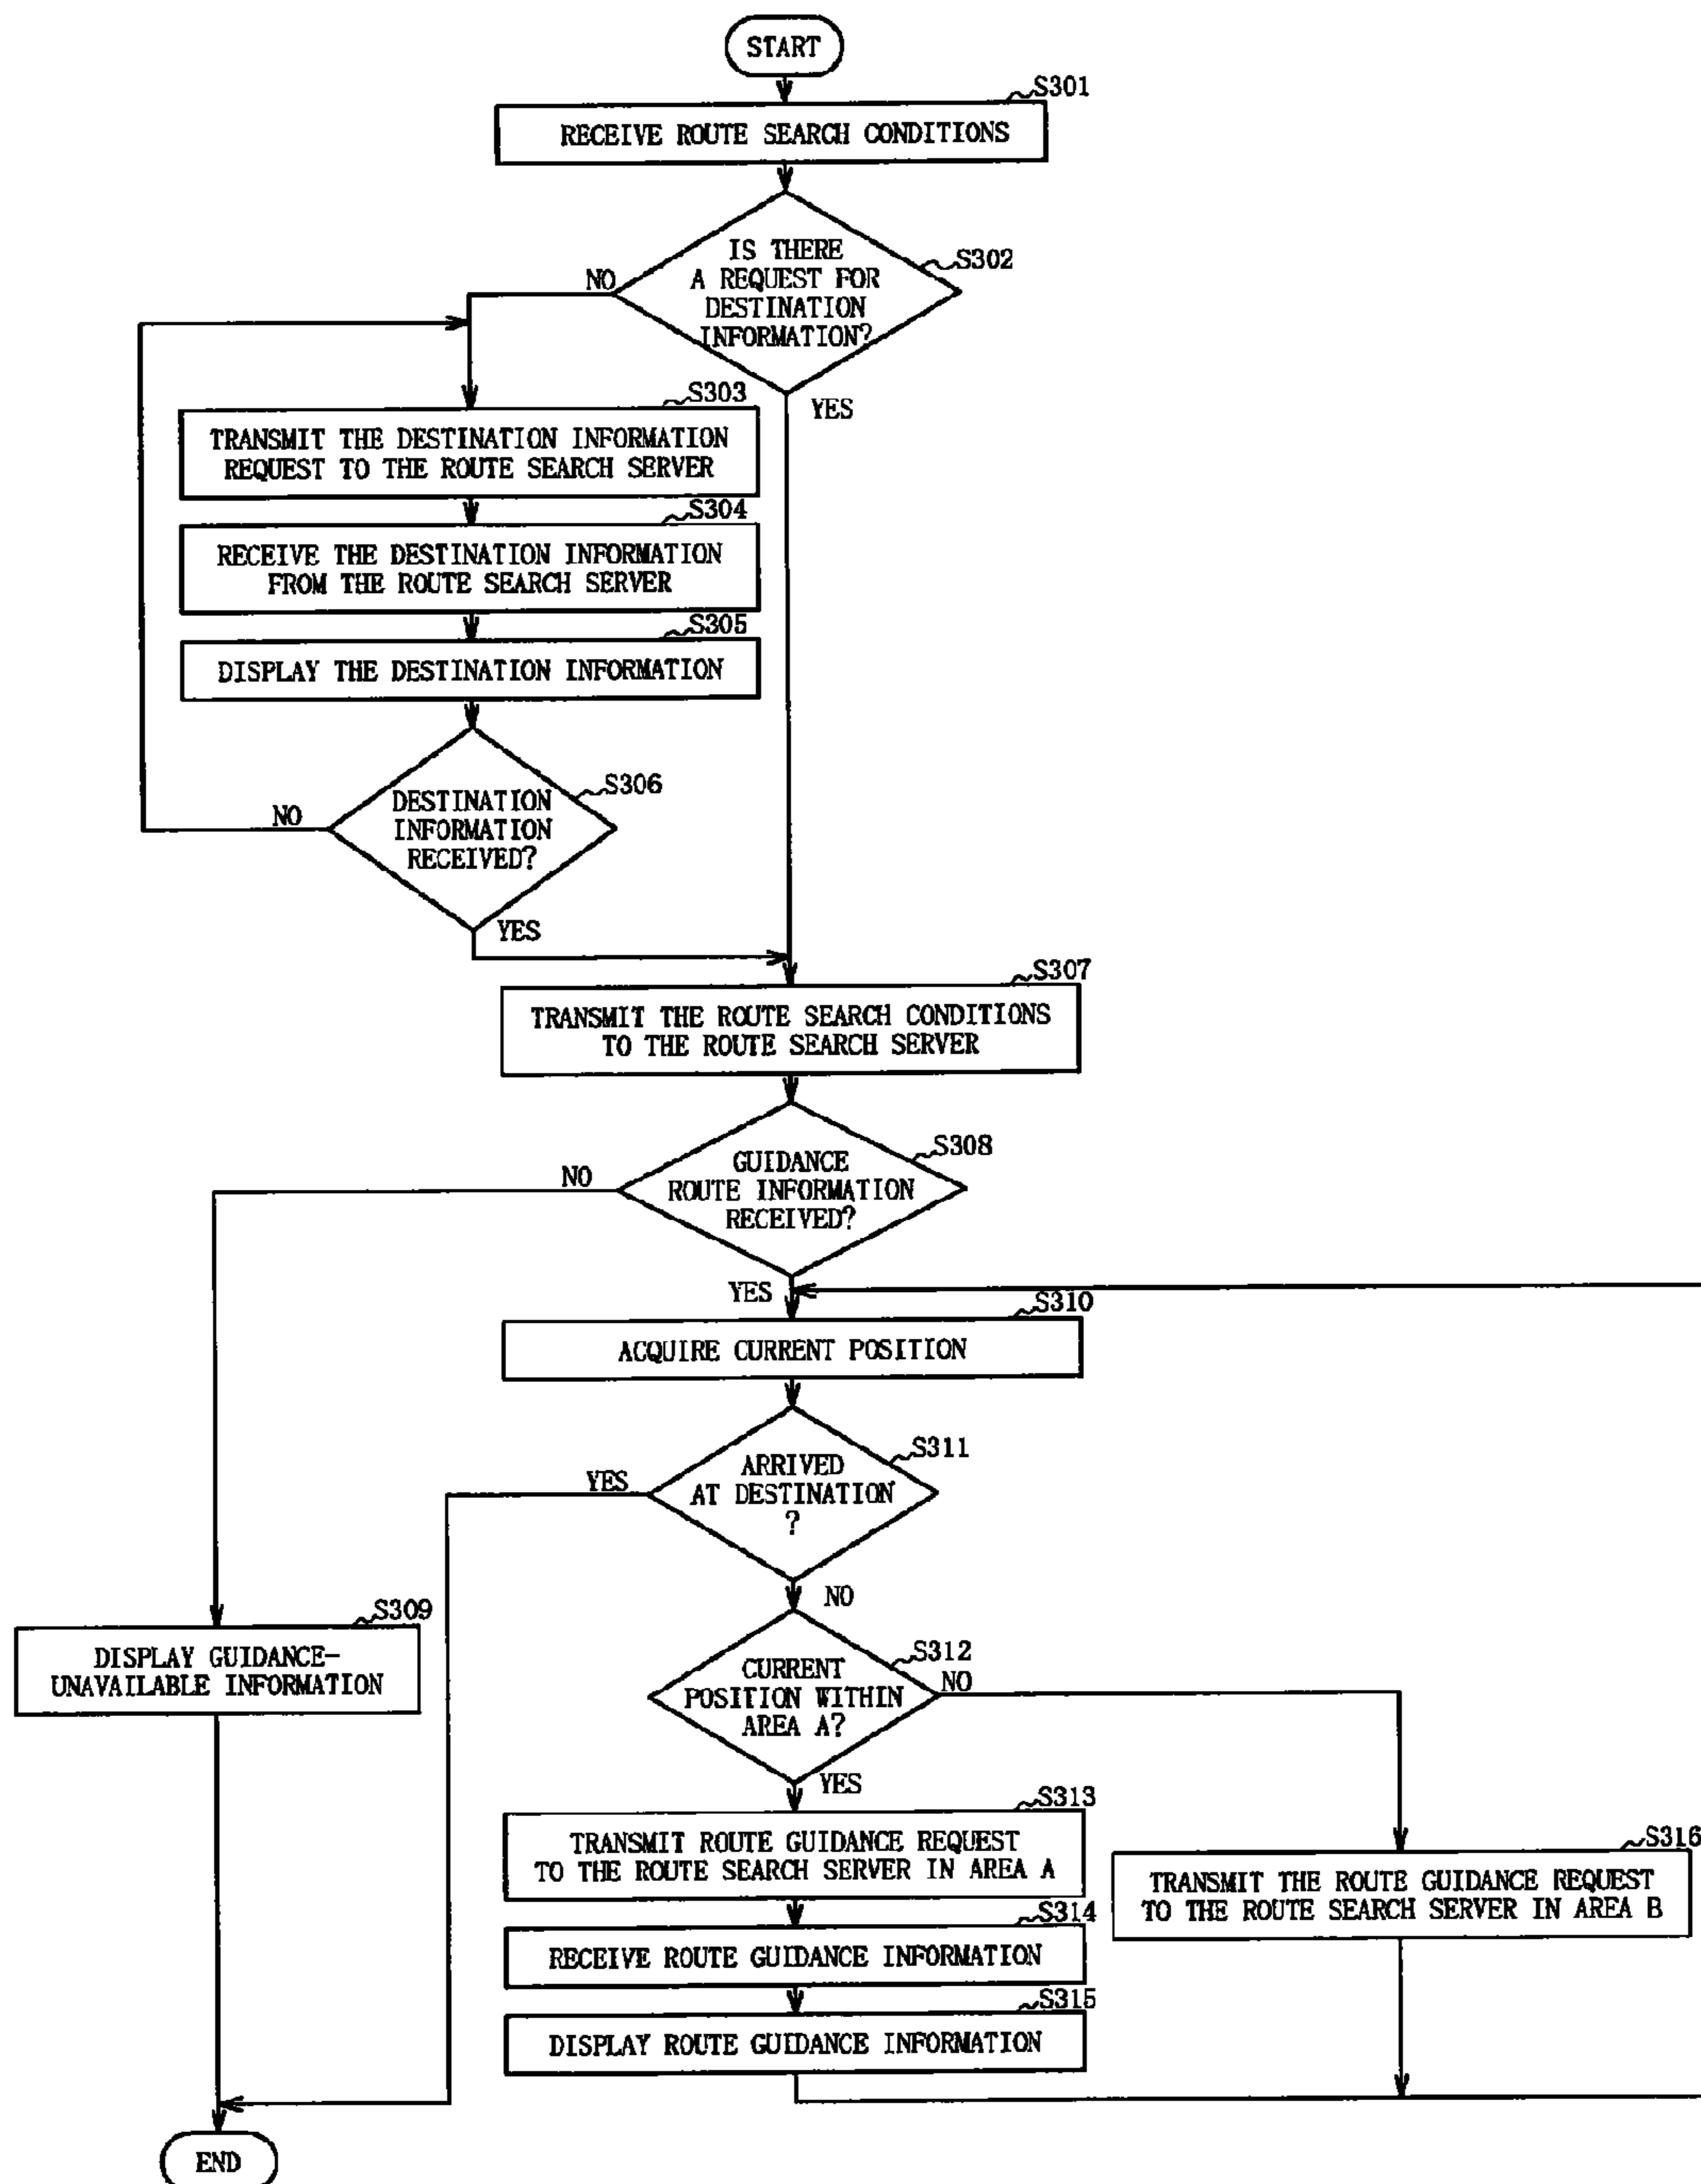 START
S301
RECEIVE ROUTE SEARCH CONDITIONS
S302
IS THERE
A REQUEST FOR
DESTINATION
INFORMATION?
NO
YES
S303
TRANSMIT THE DESTINATION INFORMATION
REQUEST TO THE ROUTE SEARCH SERVER
S304
RECEIVE THE DESTINATION INFORMATION
FROM THE ROUTE SEARCH SERVER
S305
DISPLAY THE DESTINATION INFORMATION
S306
DESTINATION
INFORMATION
RECEIVED?
NO
YES
S307
TRANSMIT THE ROUTE SEARCH CONDITIONS
TO THE ROUTE SEARCH SERVER
S308
GUIDANCE
ROUTE INFORMATION
RECEIVED?
NO
YES
S310
ACQUIRE CURRENT POSITION
S311
ARRIVED
AT DESTINATION
?
YES
NO
S309
DISPLAY GUIDANCE-
UNAVAILABLE INFORMATION
S312
CURRENT
POSITION WITHIN
AREA A?
NO
YES
S313
TRANSMIT ROUTE GUIDANCE REQUEST
TO THE ROUTE SEARCH SERVER IN AREA A
S316
TRANSMIT THE ROUTE GUIDANCE REQUEST
TO THE ROUTE SEARCH SERVER IN AREA B
S314
RECEIVE ROUTE GUIDANCE INFORMATION
S315
DISPLAY ROUTE GUIDANCE INFORMATION
END